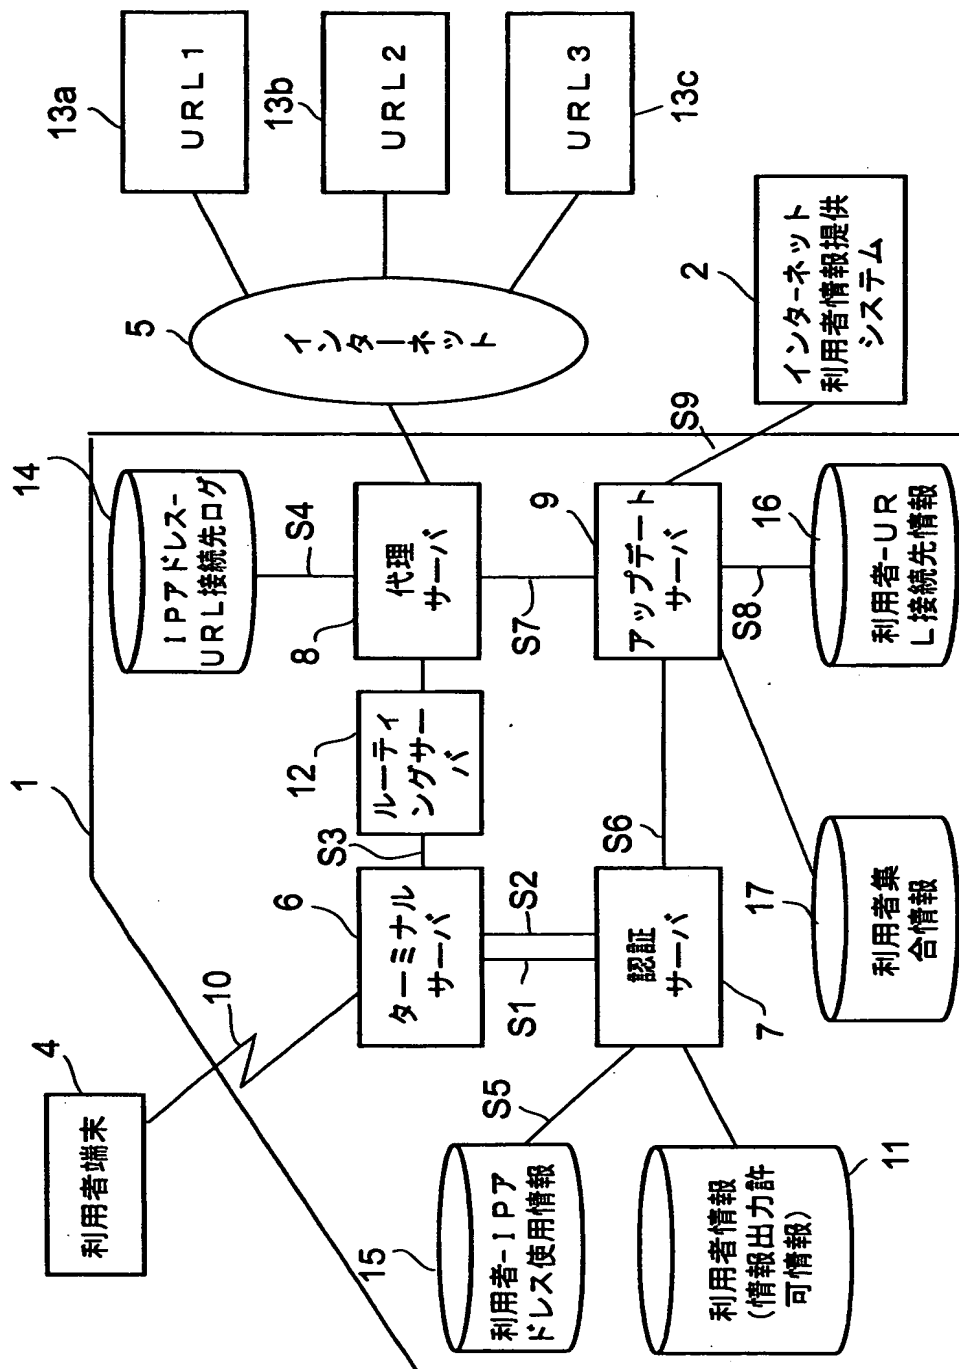 1
4
利用者端末
10
6
ターミナル
サーバ
S1
S2
S3
12
ルーティ
ングサー
バ
8
代理
サーバ
14
IPアドレス-
URL接続先ログ
S4
5
インター
ネット
13a
URL1
13b
URL2
13c
URL3
15
利用者-IPア
ドレス使用情報
S5
11
利用者情報
(情報出力許
可情報)
7
認証
サーバ
S6
S7
9
アップデート
サーバ
S8
S9
17
利用者集
合情報
16
利用者-UR
L接続先情報
2
インターネット
利用者情報提供
システム